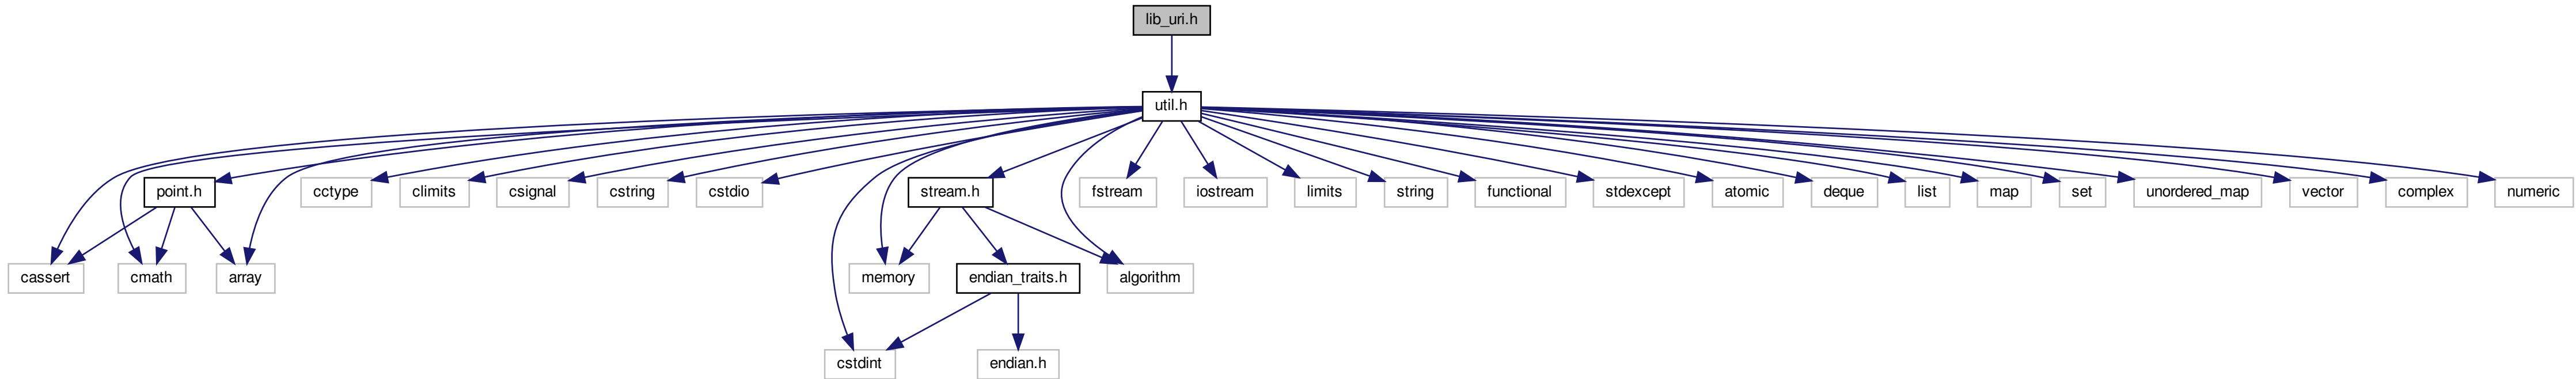 lib_uri.h
util.h
point.h
cctype
climits
csignal
cstring
cstdio
stream.h
fstream
iostream
limits
string
functional
stdexcept
atomic
deque
list
map
set
unordered_map
vector
complex
numeric
cassert
cmath
array
memory
endian_traits.h
algorithm
cstdint
endian.h